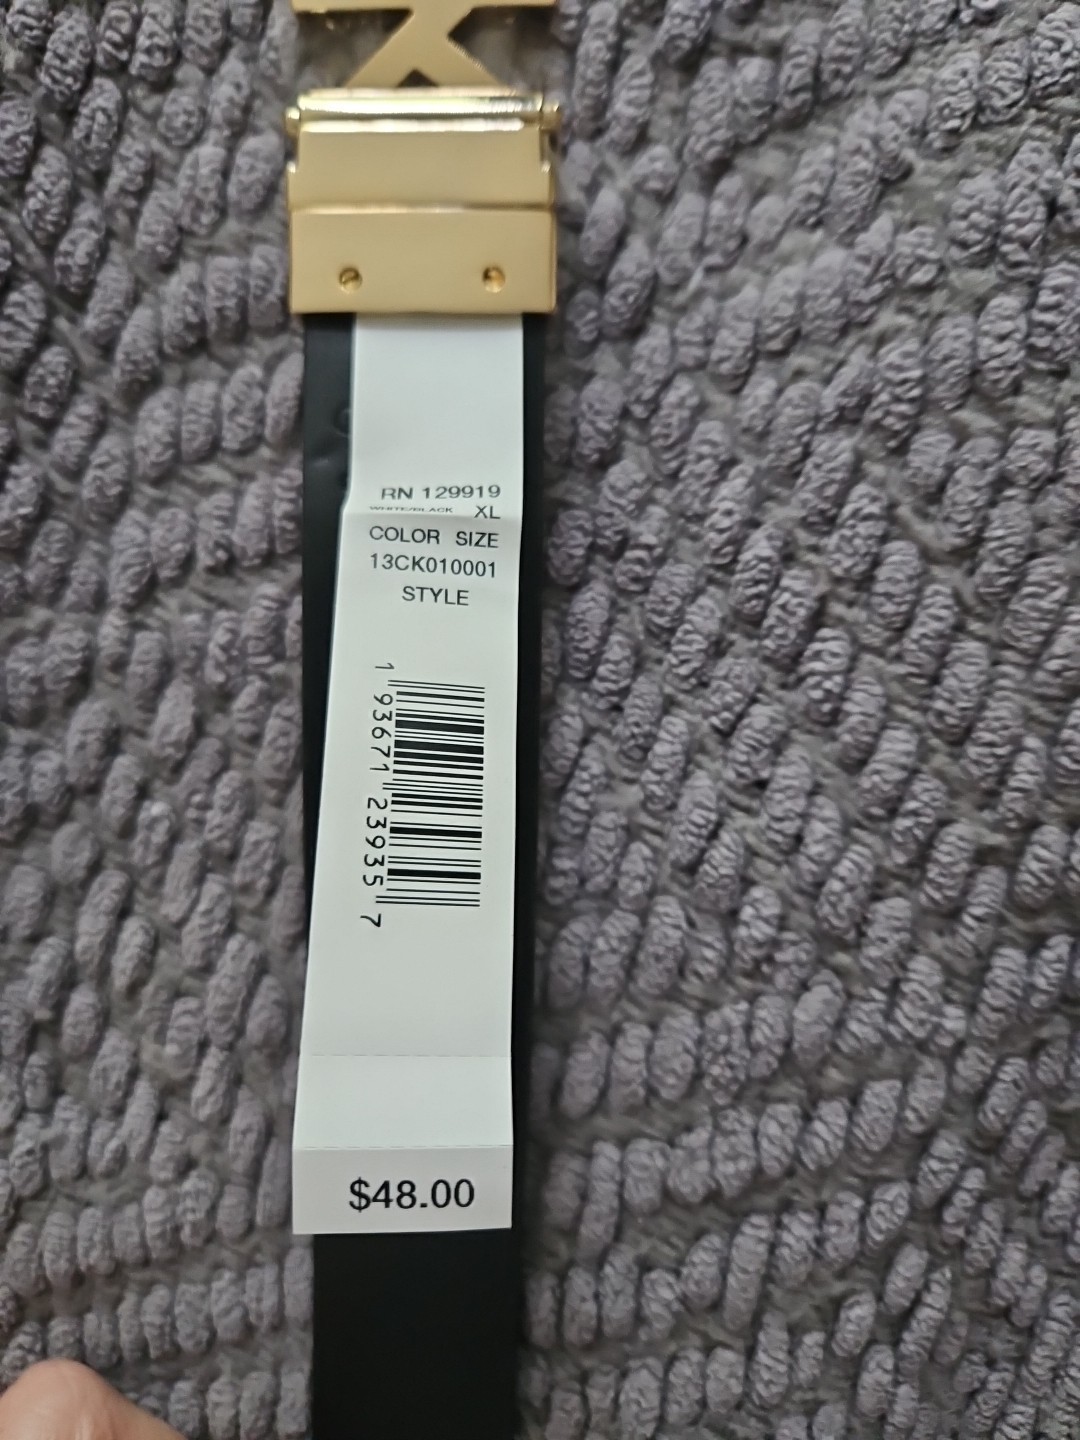 RN 129919
WHITE/BLACK XL
COLOR SIZE
13CK010001
STYLE
1 93671 23935 7
$48.00